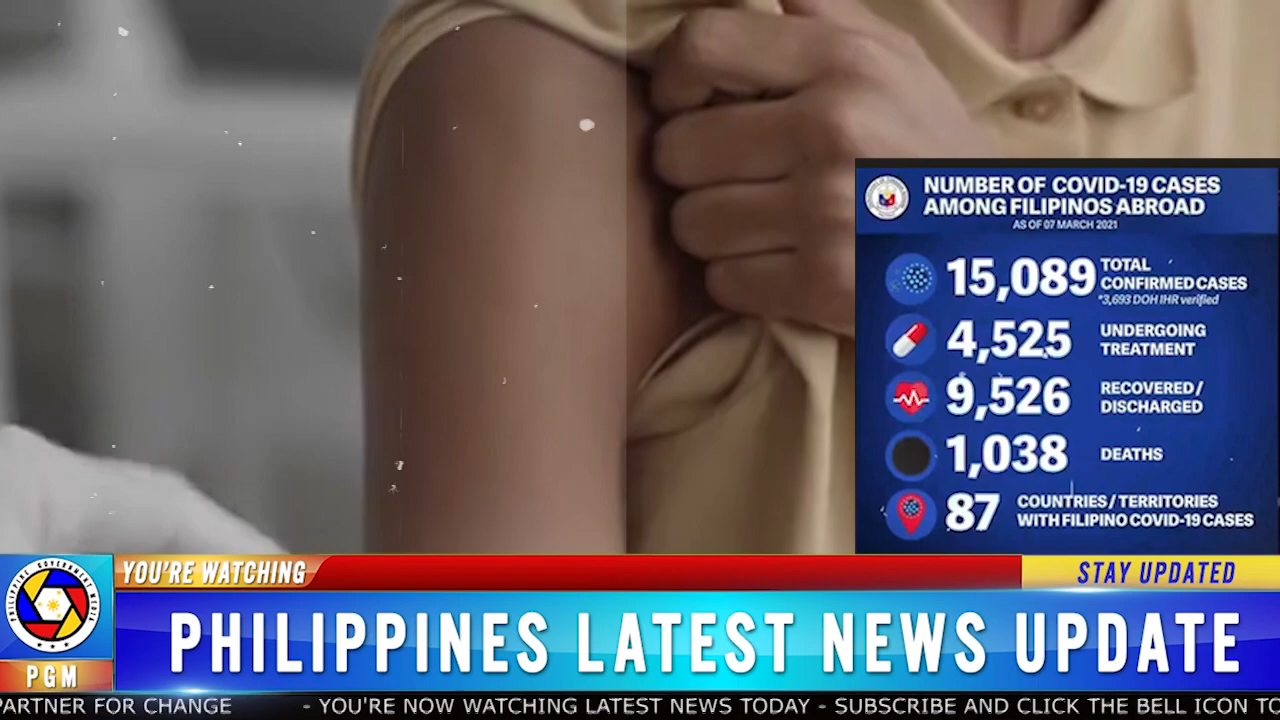 NUMBER OF COVID-19 CASES
AMONG FILIPINOS ABROAD
AS OF 07 MARCH 2021
15,089 TOTAL
CONFIRMED CASES
*3,693 DOH IHR verified
4,525 UNDERGOING
TREATMENT
9,526 RECOVERED /
DISCHARGED
1,038 DEATHS
87 COUNTRIES / TERRITORIES
WITH FILIPINO COVID-19 CASES
PHILIPPINE GOVERNMENT MEDIA
PGM
YOU'RE WATCHING
STAY UPDATED
PHILIPPINES LATEST NEWS UPDATE
PARTNER FOR CHANGE - YOU'RE NOW WATCHING LATEST NEWS TODAY - SUBSCRIBE AND CLICK THE BELL ICON TO